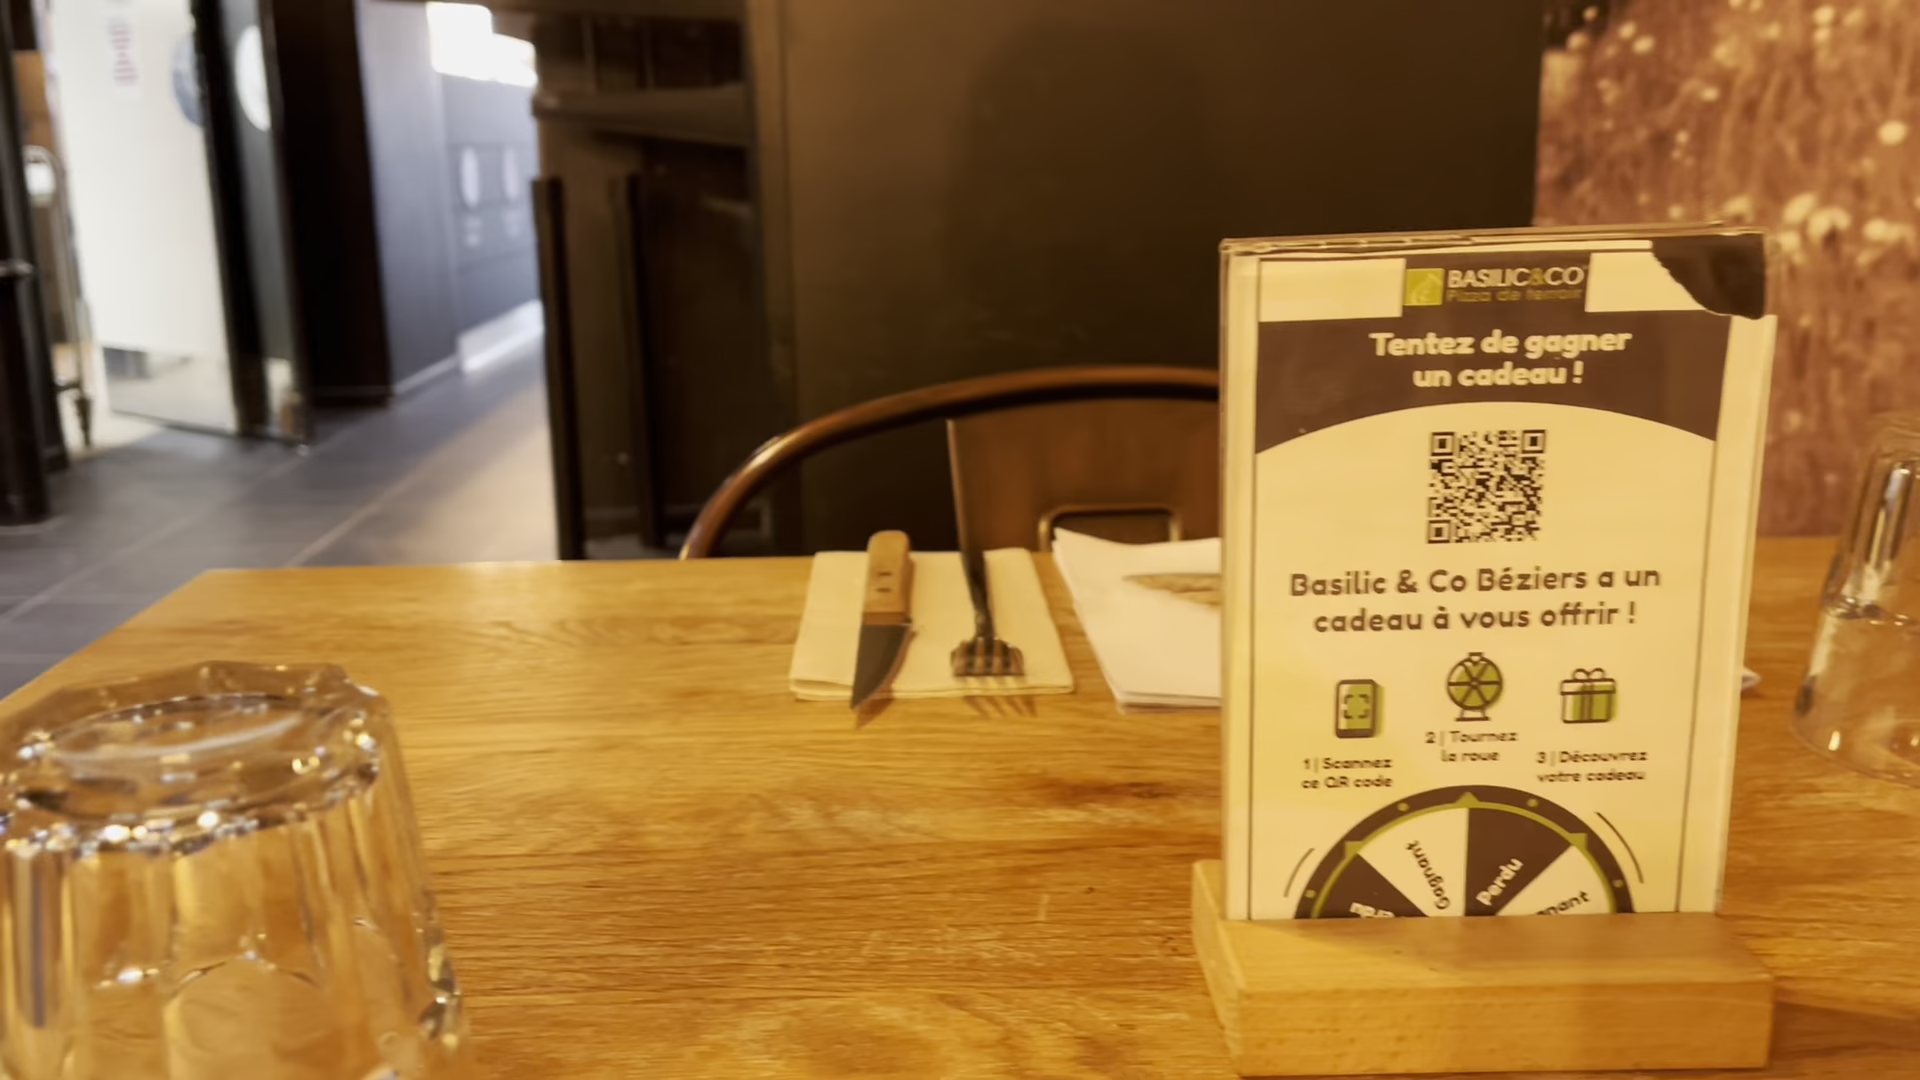 BASILIC&CO
Pizza de terroir
Tentez de gagner
un cadeau !
Basilic & Co Béziers a un
cadeau à vous offrir !
1 | Scannez
ce QR code
2 | Tournez
la roue
3 | Découvrez
votre cadeau
Gagnant
Perdu